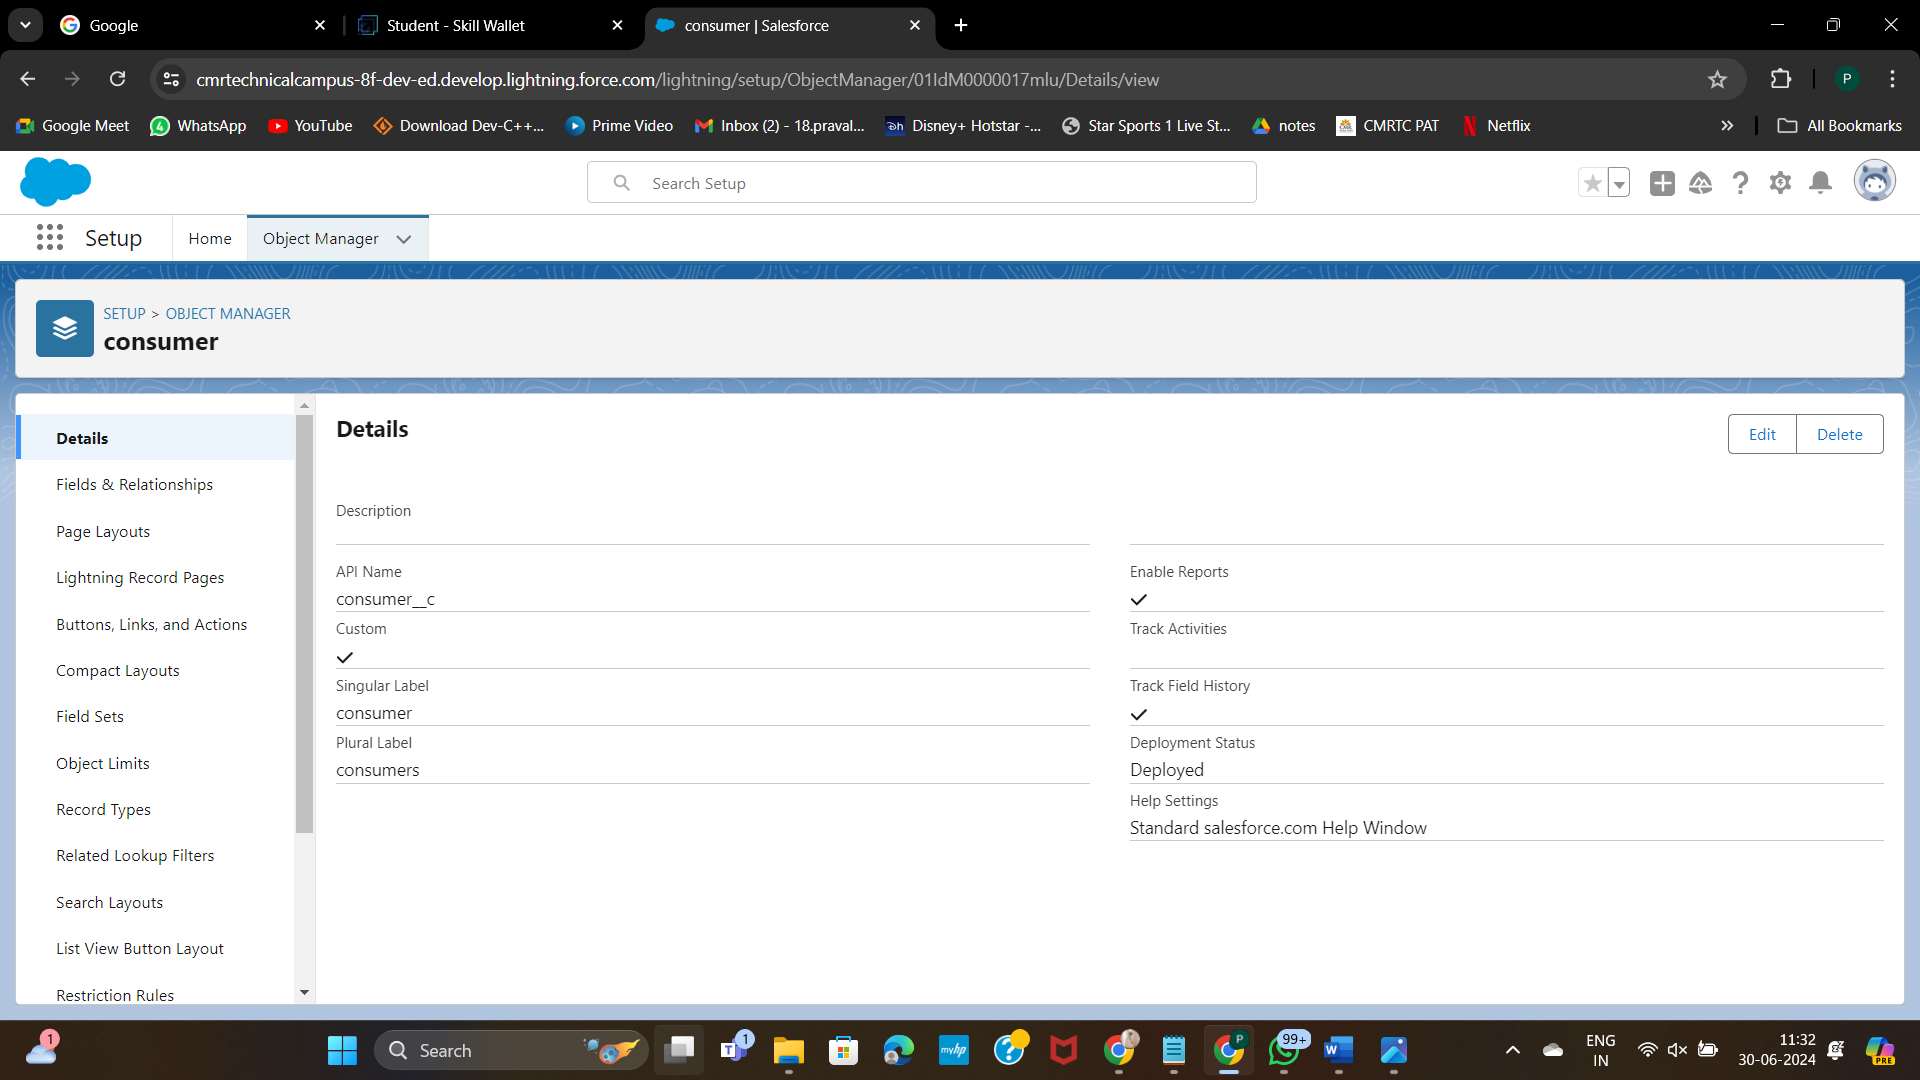 Google
Student - Skill Wallet
consumer | Salesforce
cmrtechnicalcampus-8f-dev-ed.develop.lightning.force.com/lightning/setup/ObjectManager/01IdM0000017mlu/Details/view
P
Google Meet
4
WhatsApp
YouTube
Download Dev-C++...
Prime Video
Inbox (2) - 18.praval...
Disney+ Hotstar -...
Star Sports 1 Live St...
notes
CMRTC PAT
Netflix
All Bookmarks
Search Setup
Setup
Home
Object Manager
SETUP > OBJECT MANAGER
consumer
Details
Fields & Relationships
Page Layouts
Lightning Record Pages
Buttons, Links, and Actions
Compact Layouts
Field Sets
Object Limits
Record Types
Related Lookup Filters
Search Layouts
List View Button Layout
Restriction Rules
Details
Edit
Delete
Description
API Name
consumer__c
Custom
Singular Label
consumer
Plural Label
consumers
Enable Reports
Track Activities
Track Field History
Deployment Status
Deployed
Help Settings
Standard salesforce.com Help Window
1
Search
1
myhp
P
99+
W
ENG
IN
11:32
30-06-2024
PRE